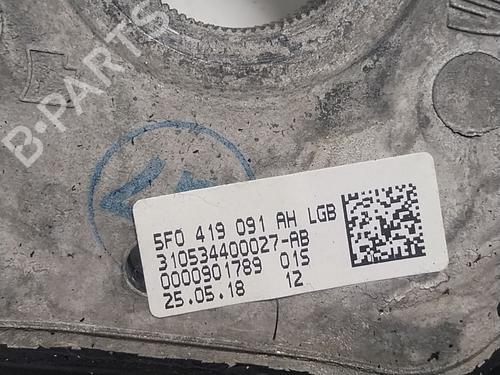 B-PARTS
5F0 419 091 AH LGB
310534400027-AB
0000901789 01S
25.05.18 12